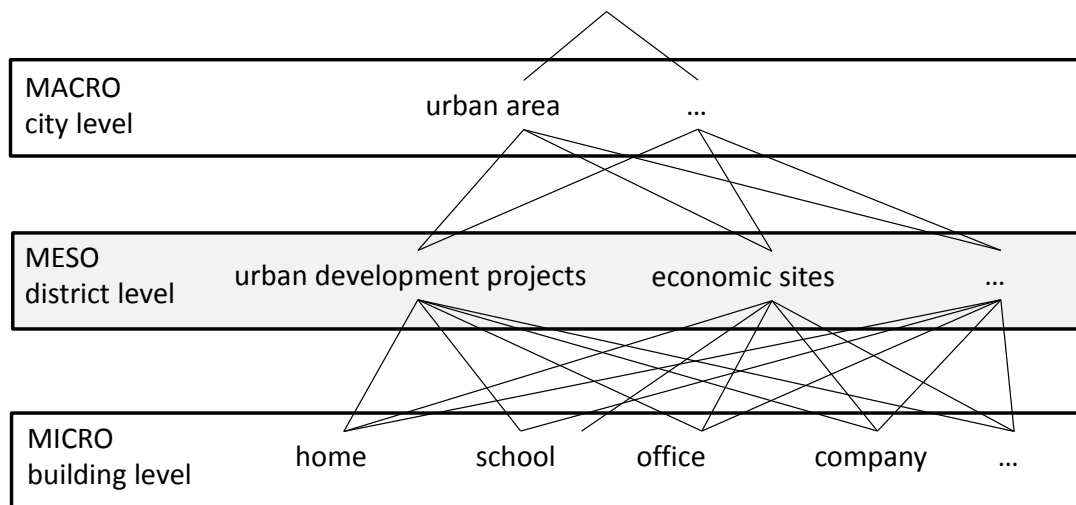 MACRO
city level
urban area
...
MESO
district level
urban development projects
economic sites
...
MICRO
building level
home
school
office
company
...